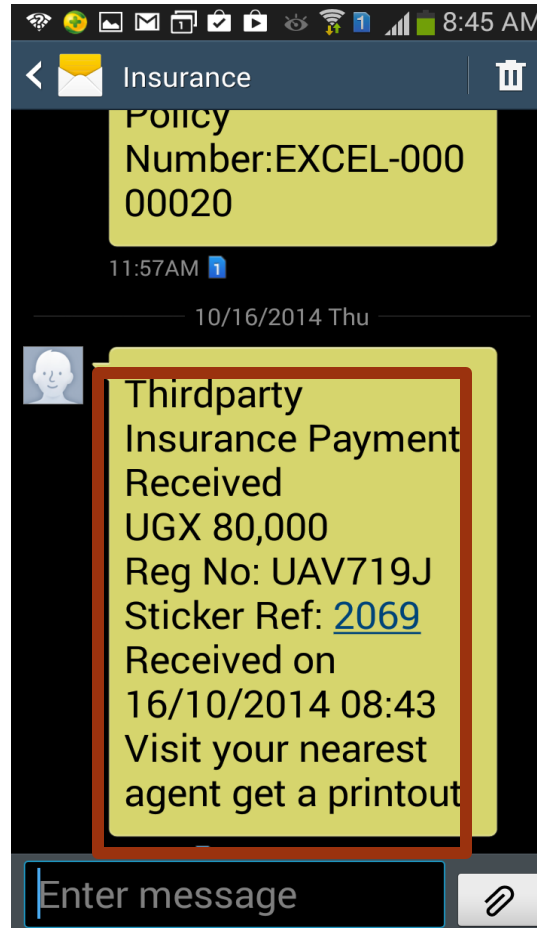 8:45 AM
Insurance
Policy
Number:EXCEL-000
00020
11:57AM 1
10/16/2014 Thu
Thirdparty
Insurance Payment
Received
UGX 80,000
Reg No: UAV719J
Sticker Ref: 2069
Received on
16/10/2014 08:43
Visit your nearest
agent get a printout
Enter message